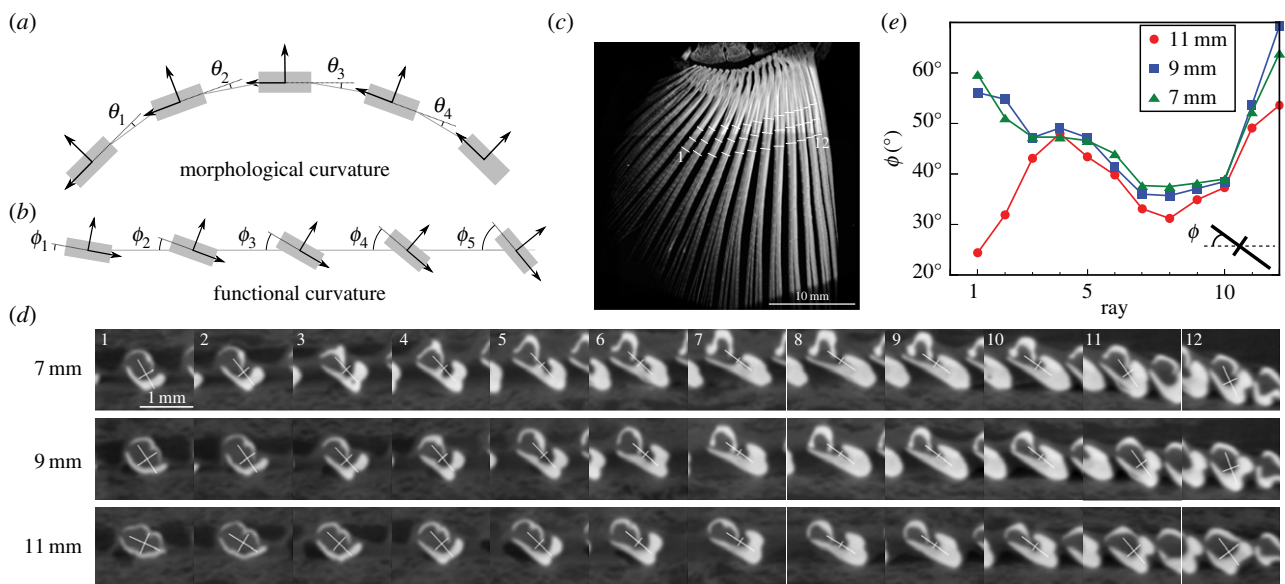 (a)
θ1
θ2
θ3
θ4
morphological curvature
(b)
ϕ1
ϕ2
ϕ3
ϕ4
ϕ5
functional curvature
(c)
1
12
10 mm
(e)
11 mm
9 mm
7 mm
60°
50°
40°
30°
20°
ϕ(°)
ϕ
1 5 10
ray
(d)
1 2 3 4 5 6 7 8 9 10 11 12
7 mm
1 mm
9 mm
11 mm